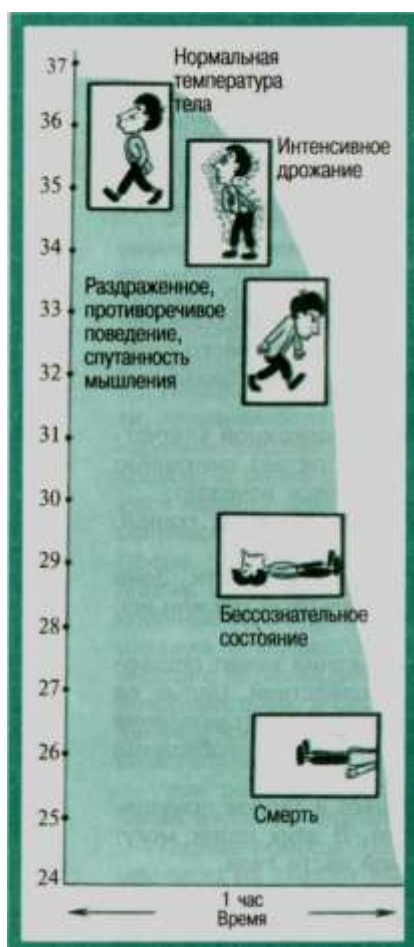 37
Нормальная
температура
тела
36
Интенсивное
дрожание
35
34
Раздраженное,
противоречивое
поведение,
спутанность
мышления
33
32
31
30
29
Бессознательное
состояние
28
27
26
25
Смерть
24
1 час
Время